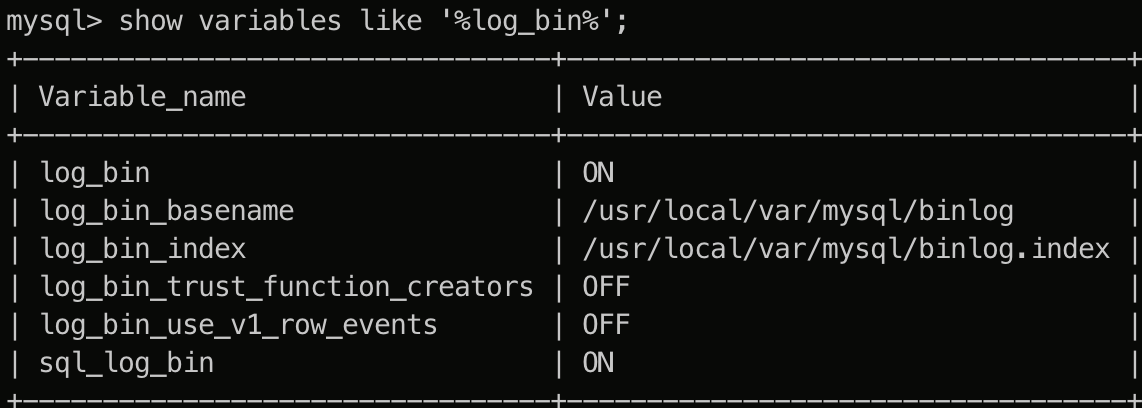 mysql> show variables like '%log_bin%';
+---------------------------------+-----------------------------------+
| Variable_name                   | Value                             |
+---------------------------------+-----------------------------------+
| log_bin                         | ON                                |
| log_bin_basename                | /usr/local/var/mysql/binlog       |
| log_bin_index                   | /usr/local/var/mysql/binlog.index |
| log_bin_trust_function_creators | OFF                               |
| log_bin_use_v1_row_events       | OFF                               |
| sql_log_bin                     | ON                                |
+---------------------------------+-----------------------------------+